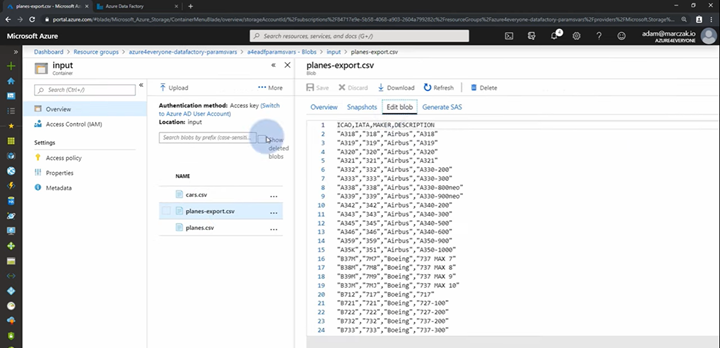 planes-export.csv - Microsoft A
Azure Data Factory
Microsoft Azure
Search resources, services, and docs (G+/)
adam@marczak.io
AZURE4EVERYONE
Dashboard > Resource groups > azure4everyone-datafactory-paramsvars > a4eadfparamsvars - Blobs > input > planes-export.csv
input
Container
Search (Ctrl+/)
Overview
Access Control (IAM)
Settings
Access policy
Properties
Metadata
Upload
More
Authentication method: Access key (Switch
to Azure AD User Account)
Location: input
Search blobs by prefix (case-sensit...
Show
deleted
blobs
NAME
cars.csv
planes-export.csv
planes.csv
planes-export.csv
Blob
Save
Discard
Download
Refresh
Delete
Overview
Snapshots
Edit blob
Generate SAS
1 ICAO,IATA,MAKER,DESCRIPTION
2 "A318","318","Airbus","A318"
3 "A319","319","Airbus","A319"
4 "A320","320","Airbus","A320"
5 "A321","321","Airbus","A321"
6 "A332","332","Airbus","A330-200"
7 "A333","333","Airbus","A330-300"
8 "A338","338","Airbus","A330-800neo"
9 "A339","339","Airbus","A330-900neo"
10 "A342","342","Airbus","A340-200"
11 "A343","343","Airbus","A340-300"
12 "A345","345","Airbus","A340-500"
13 "A346","346","Airbus","A340-600"
14 "A359","359","Airbus","A350-900"
15 "A35K","351","Airbus","A350-1000"
16 "B37M","7M7","Boeing","737 MAX 7"
17 "B38M","7M8","Boeing","737 MAX 8"
18 "B39M","7M9","Boeing","737 MAX 9"
19 "B3JM","7MJ","Boeing","737 MAX 10"
20 "B712","717","Boeing","717"
21 "B721","721","Boeing","727-100"
22 "B722","722","Boeing","727-200"
23 "B732","732","Boeing","737-200"
24 "B733","733","Boeing","737-300"